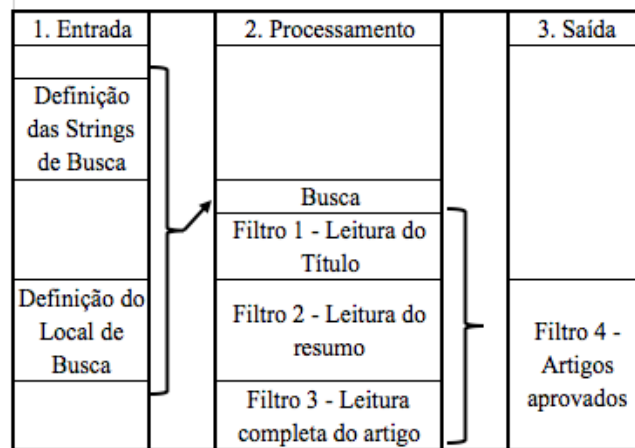 1. Entrada
Definição
das Strings
de Busca
Definição do
Local de
Busca
2. Processamento
Busca
Filtro 1 - Leitura do
Título
Filtro 2 - Leitura do
resumo
Filtro 3 - Leitura
completa do artigo
3. Saída
Filtro 4 -
Artigos
aprovados